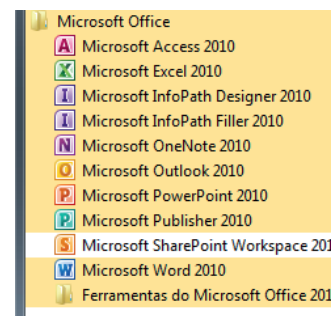 Microsoft Office
Microsoft Access 2010
Microsoft Excel 2010
Microsoft InfoPath Designer 2010
Microsoft InfoPath Filler 2010
Microsoft OneNote 2010
Microsoft Outlook 2010
Microsoft PowerPoint 2010
Microsoft Publisher 2010
Microsoft SharePoint Workspace 201
Microsoft Word 2010
Ferramentas do Microsoft Office 201